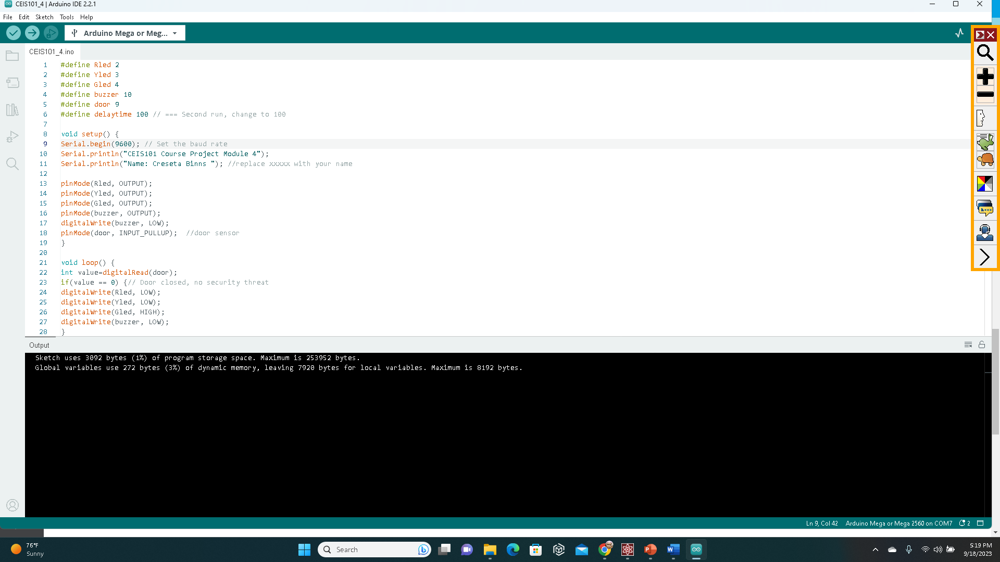 CEIS101_4 | Arduino IDE 2.2.1
File Edit Sketch Tools Help
Arduino Mega or Meg...
CEIS101_4.ino
1 #define Rled 2
2 #define Yled 3
3 #define Gled 4
4 #define buzzer 10
5 #define door 9
6 #define delaytime 100 // === Second run, change to 100
7
8 void setup() {
9 Serial.begin(9600); // Set the baud rate
10 Serial.println("CEIS101 Course Project Module 4");
11 Serial.println("Name: Creseta Binns "); //replace xxxxx with your name
12
13 pinMode(Rled, OUTPUT);
14 pinMode(Yled, OUTPUT);
15 pinMode(Gled, OUTPUT);
16 pinMode(buzzer, OUTPUT);
17 digitalWrite(buzzer, LOW);
18 pinMode(door, INPUT_PULLUP);  //door sensor
19 }
20
21 void loop() {
22 int value=digitalRead(door);
23 if(value == 0) {// Door closed, no security threat
24 digitalWrite(Rled, LOW);
25 digitalWrite(Yled, LOW);
26 digitalWrite(Gled, HIGH);
27 digitalWrite(buzzer, LOW);
28 }
Output
Sketch uses 3092 bytes (1%) of program storage space. Maximum is 253952 bytes.
Global variables use 272 bytes (3%) of dynamic memory, leaving 7920 bytes for local variables. Maximum is 8192 bytes.
Ln 9, Col 42 Arduino Mega or Mega 2560 on COM7 2
76°F
Sunny
Search
5:19 PM
9/18/2023